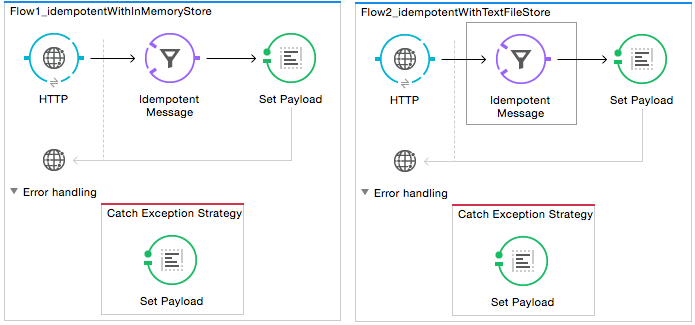 Flow1_idempotentWithInMemoryStore
HTTP
Idempotent
Message
Set Payload
Error handling
Catch Exception Strategy
Set Payload
Flow2_idempotentWithTextFileStore
HTTP
Idempotent
Message
Set Payload
Error handling
Catch Exception Strategy
Set Payload